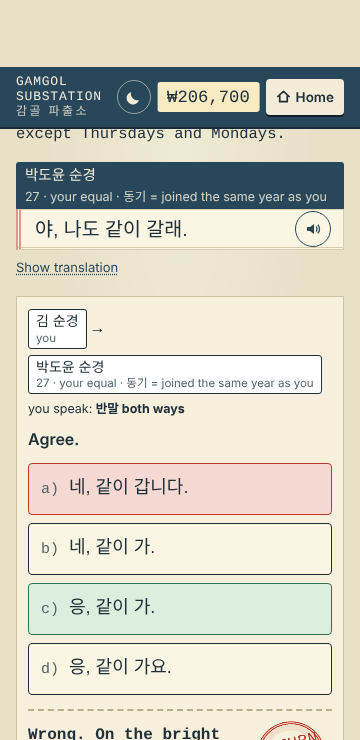 GAMGOL
SUBSTATION
감골 파출소
₩206,700
Home
except Thursdays and Mondays.
박도윤 순경
27 · your equal · 동기 = joined the same year as you
야, 나도 같이 갈래.
Show translation
김 순경
you
→
박도윤 순경
27 · your equal · 동기 = joined the same year as you
you speak: 반말 both ways
Agree.
a) 네, 같이 갑니다.
b) 네, 같이 가.
c) 응, 같이 가.
d) 응, 같이 가요.
Wrong. On the bright